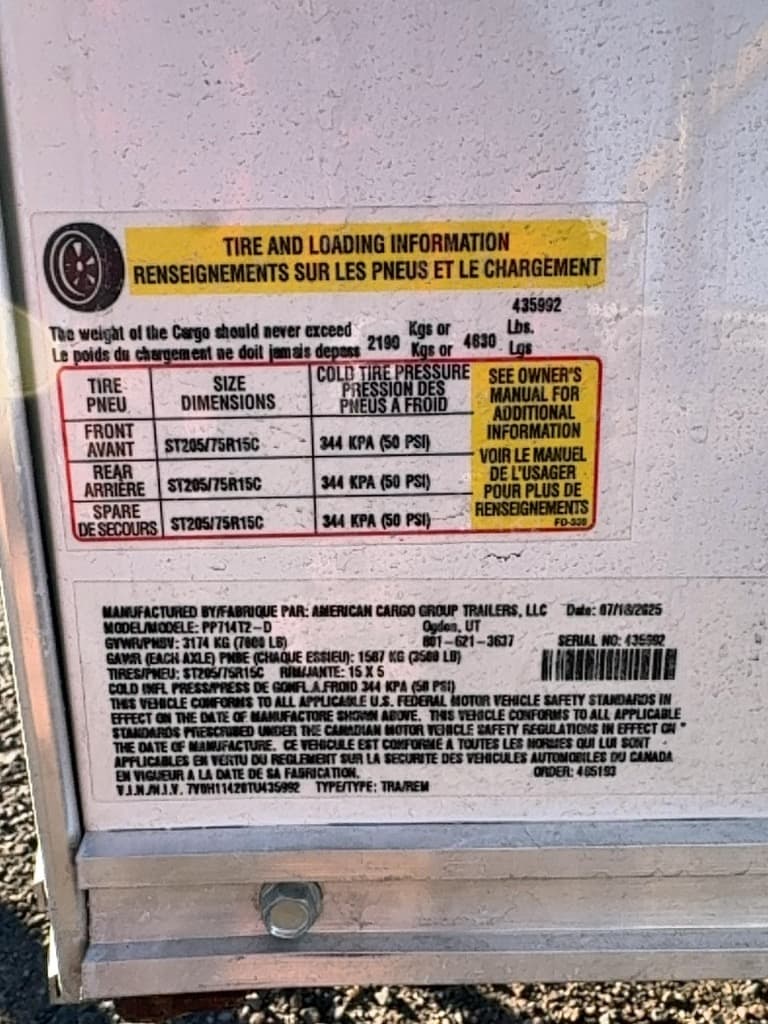 TIRE AND LOADING INFORMATION
RENSEIGNEMENTS SUR LES PNEUS ET LE CHARGEMENT
435992
The weight of the Cargo should never exceed 2190 Kgs or 4830 Lbs.
Le poids du chargement ne doit jamais depass Kgs or Lgs
TIRE PNEU SIZE DIMENSIONS COLD TIRE PRESSURE PRESSION DES PNEUS A FROID
SEE OWNER'S
MANUAL FOR
ADDITIONAL
INFORMATION
VOIR LE MANUEL
DE L'USAGER
POUR PLUS DE
RENSEIGNEMENTS
FRONT AVANT ST205/75R15C 344 KPA (50 PSI)
REAR ARRIÈRE ST205/75R15C 344 KPA (50 PSI)
SPARE DE SECOURS ST205/75R15C 344 KPA (50 PSI)
MANUFACTURED BY/FABRIQUE PAR: AMERICAN CARGO GROUP TRAILERS, LLC Date: 07/18/2025
MODEL/MODELE: PP714T2-D Ogden, UT
GVWR/PNBV: 3174 KG (7000 LB) 801-621-3637 SERIAL NO: 435992
GAWR (EACH AXLE) PNBE (CHAQUE ESSIEU): 1587 KG (3500 LB)
TIRES/PNEU: ST205/75R15C RIM/JANTE: 15 X 5
COLD INFL PRESS/PRESS DE GONFL.A.FROID 344 KPA (50 PSI)
THIS VEHICLE CONFORMS TO ALL APPLICABLE U.S. FEDERAL MOTOR VEHICLE SAFETY STANDARDS IN
EFFECT ON THE DATE OF MANUFACTORE SHOWN ABOVE. THIS VEHICLE CONFORMS TO ALL APPLICABLE
STANDARDS PRESCRIBED UNDER THE CANADIAN MOTOR VEHICLE SAFETY REGULATIONS IN EFFECT ON
THE DATE OF MANUFACTURE. CE VEHICULE EST CONFORME A TOUTES LES NORMES QUI LUI SONT
APPLICABLES EN VERTU DU REGLEMENT SUR LA SECURITE DES VEHICULES AUTOMOBILES DU CANADA
EN VIGUEUR A LA DATE DE SA FABRICATION. ORDER: 465193
V.I.N./N.I.V. TYPE/TYPE: TRA/REM